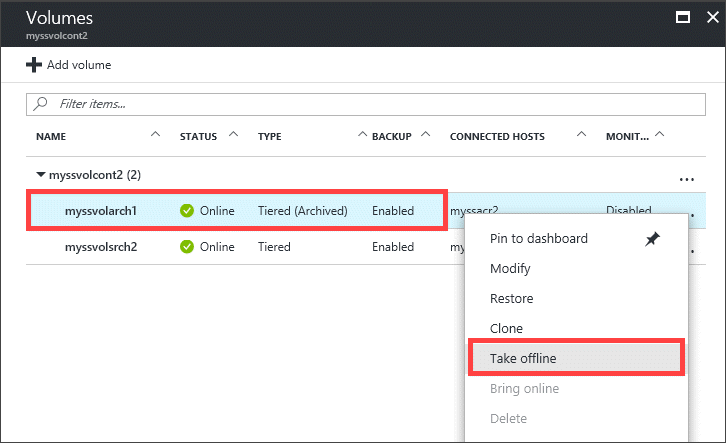 Volumes
myssvolcont2
Add volume
Filter items...
NAME STATUS TYPE BACKUP CONNECTED HOSTS MONIT...
myssvolcont2 (2) ...
myssvolarch1 Online Tiered (Archived) Enabled myssacr2 Disabled
myssvolsrch2 Online Tiered Enabled my
Pin to dashboard
Modify
Restore
Clone
Take offline
Bring online
Delete